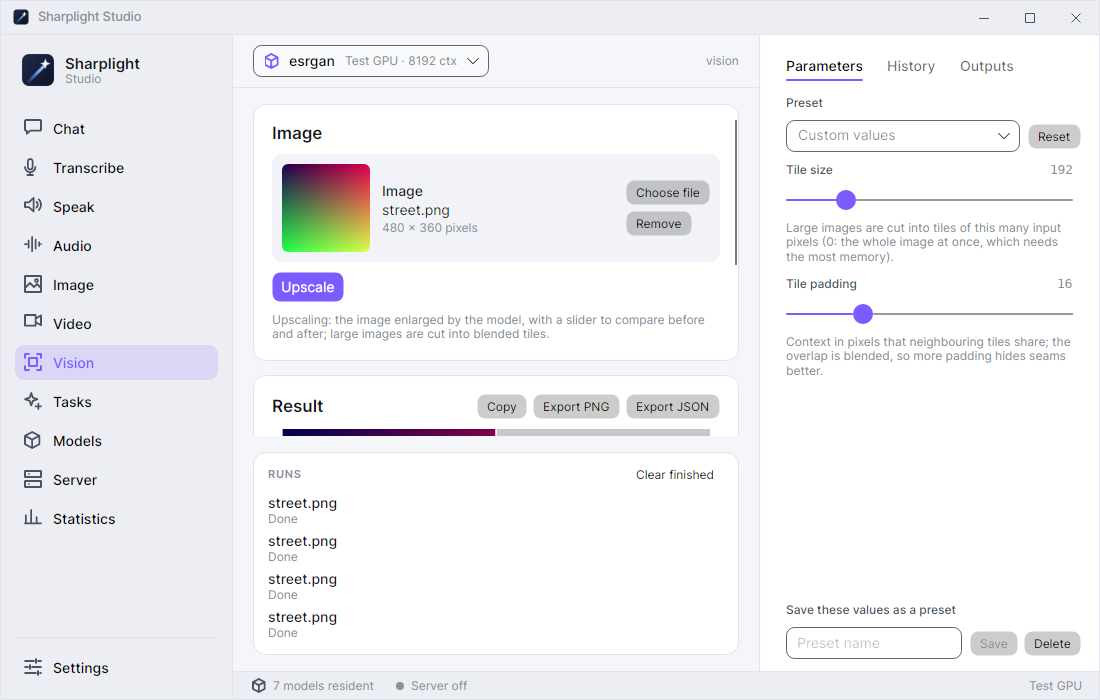 Sharplight Studio
Sharplight
Studio
Chat
Transcribe
Speak
Audio
Image
Video
Vision
Tasks
Models
Server
Statistics
Settings
esrgan Test GPU · 8192 ctx
vision
Image
Image
street.png
480 × 360 pixels
Choose file
Remove
Upscale
Upscaling: the image enlarged by the model, with a slider to compare before
and after; large images are cut into blended tiles.
Result
Copy
Export PNG
Export JSON
RUNS
Clear finished
street.png
Done
street.png
Done
street.png
Done
street.png
Done
Parameters
History
Outputs
Preset
Custom values
Reset
Tile size 192
Large images are cut into tiles of this many input
pixels (0: the whole image at once, which needs
the most memory).
Tile padding 16
Context in pixels that neighbouring tiles share; the
overlap is blended, so more padding hides seams
better.
Save these values as a preset
Preset name
Save
Delete
7 models resident
Server off
Test GPU